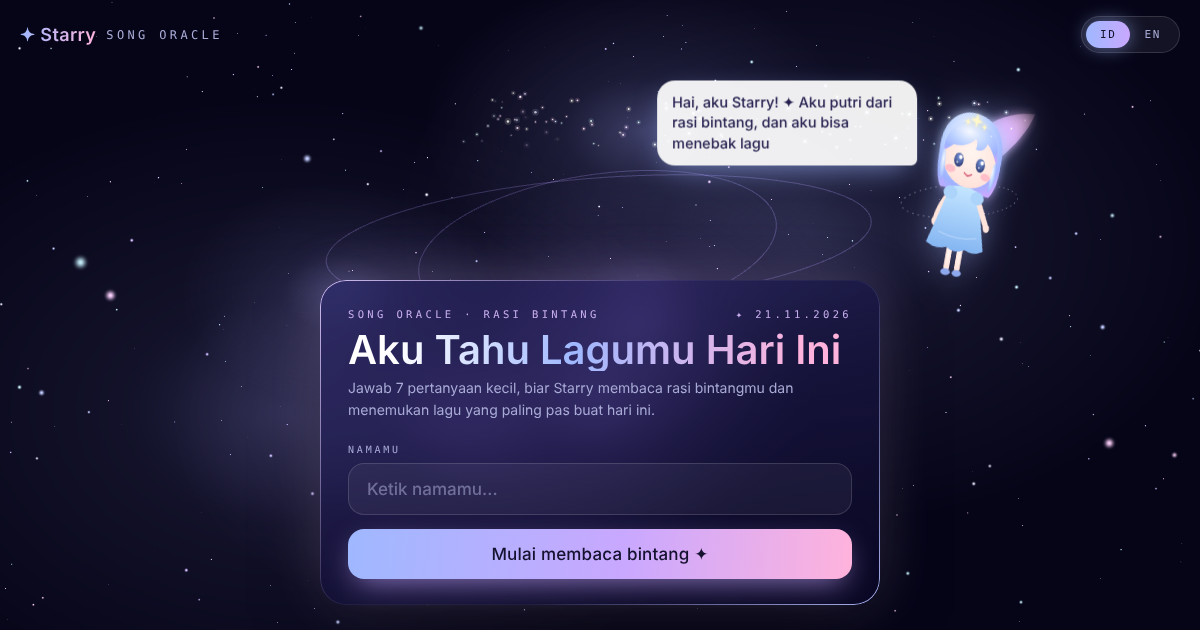 ✦ Starry SONG ORACLE
ID EN
Hai, aku Starry! ✦ Aku putri dari
rasi bintang, dan aku bisa
menebak lagu
SONG ORACLE · RASI BINTANG
✦ 21.11.2026
Aku Tahu Lagumu Hari Ini
Jawab 7 pertanyaan kecil, biar Starry membaca rasi bintangmu dan
menemukan lagu yang paling pas buat hari ini.
NAMAMU
Ketik namamu...
Mulai membaca bintang ✦